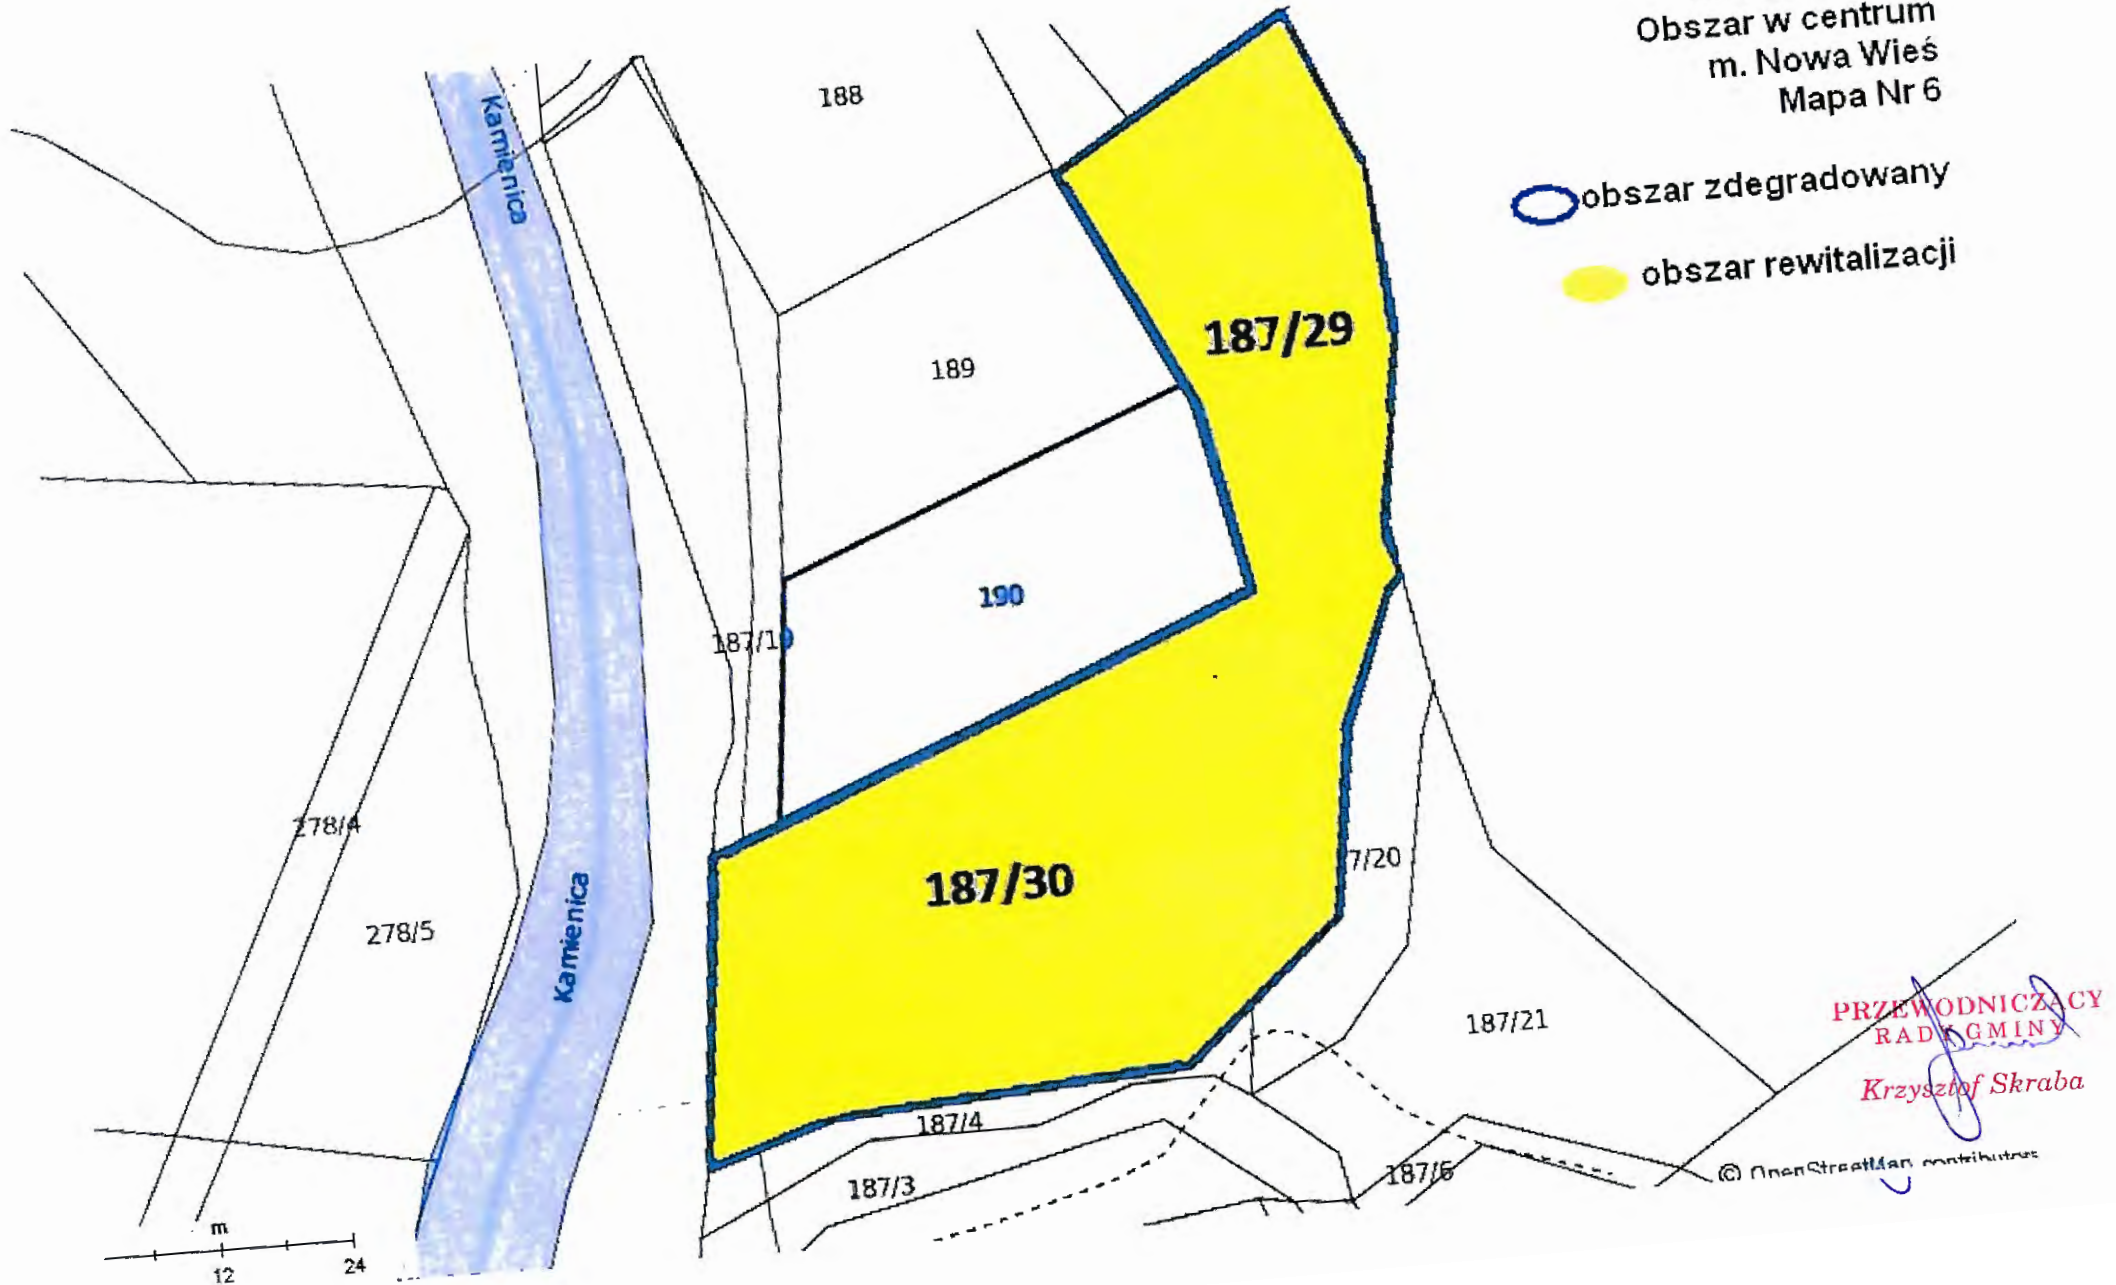 Obszar w centrum
m. Nowa Wieś
Mapa Nr 6
obszar zdegradowany
obszar rewitalizacji
Kamienica
188
187/29
189
190
187/19
278/4
278/5
Kamienica
187/30
7/20
187/21
187/4
187/3
187/6
PRZEWODNICZĄCY
RADY GMINY
Krzysztof Skraba
© OpenStreetMap contributors
m
12
24